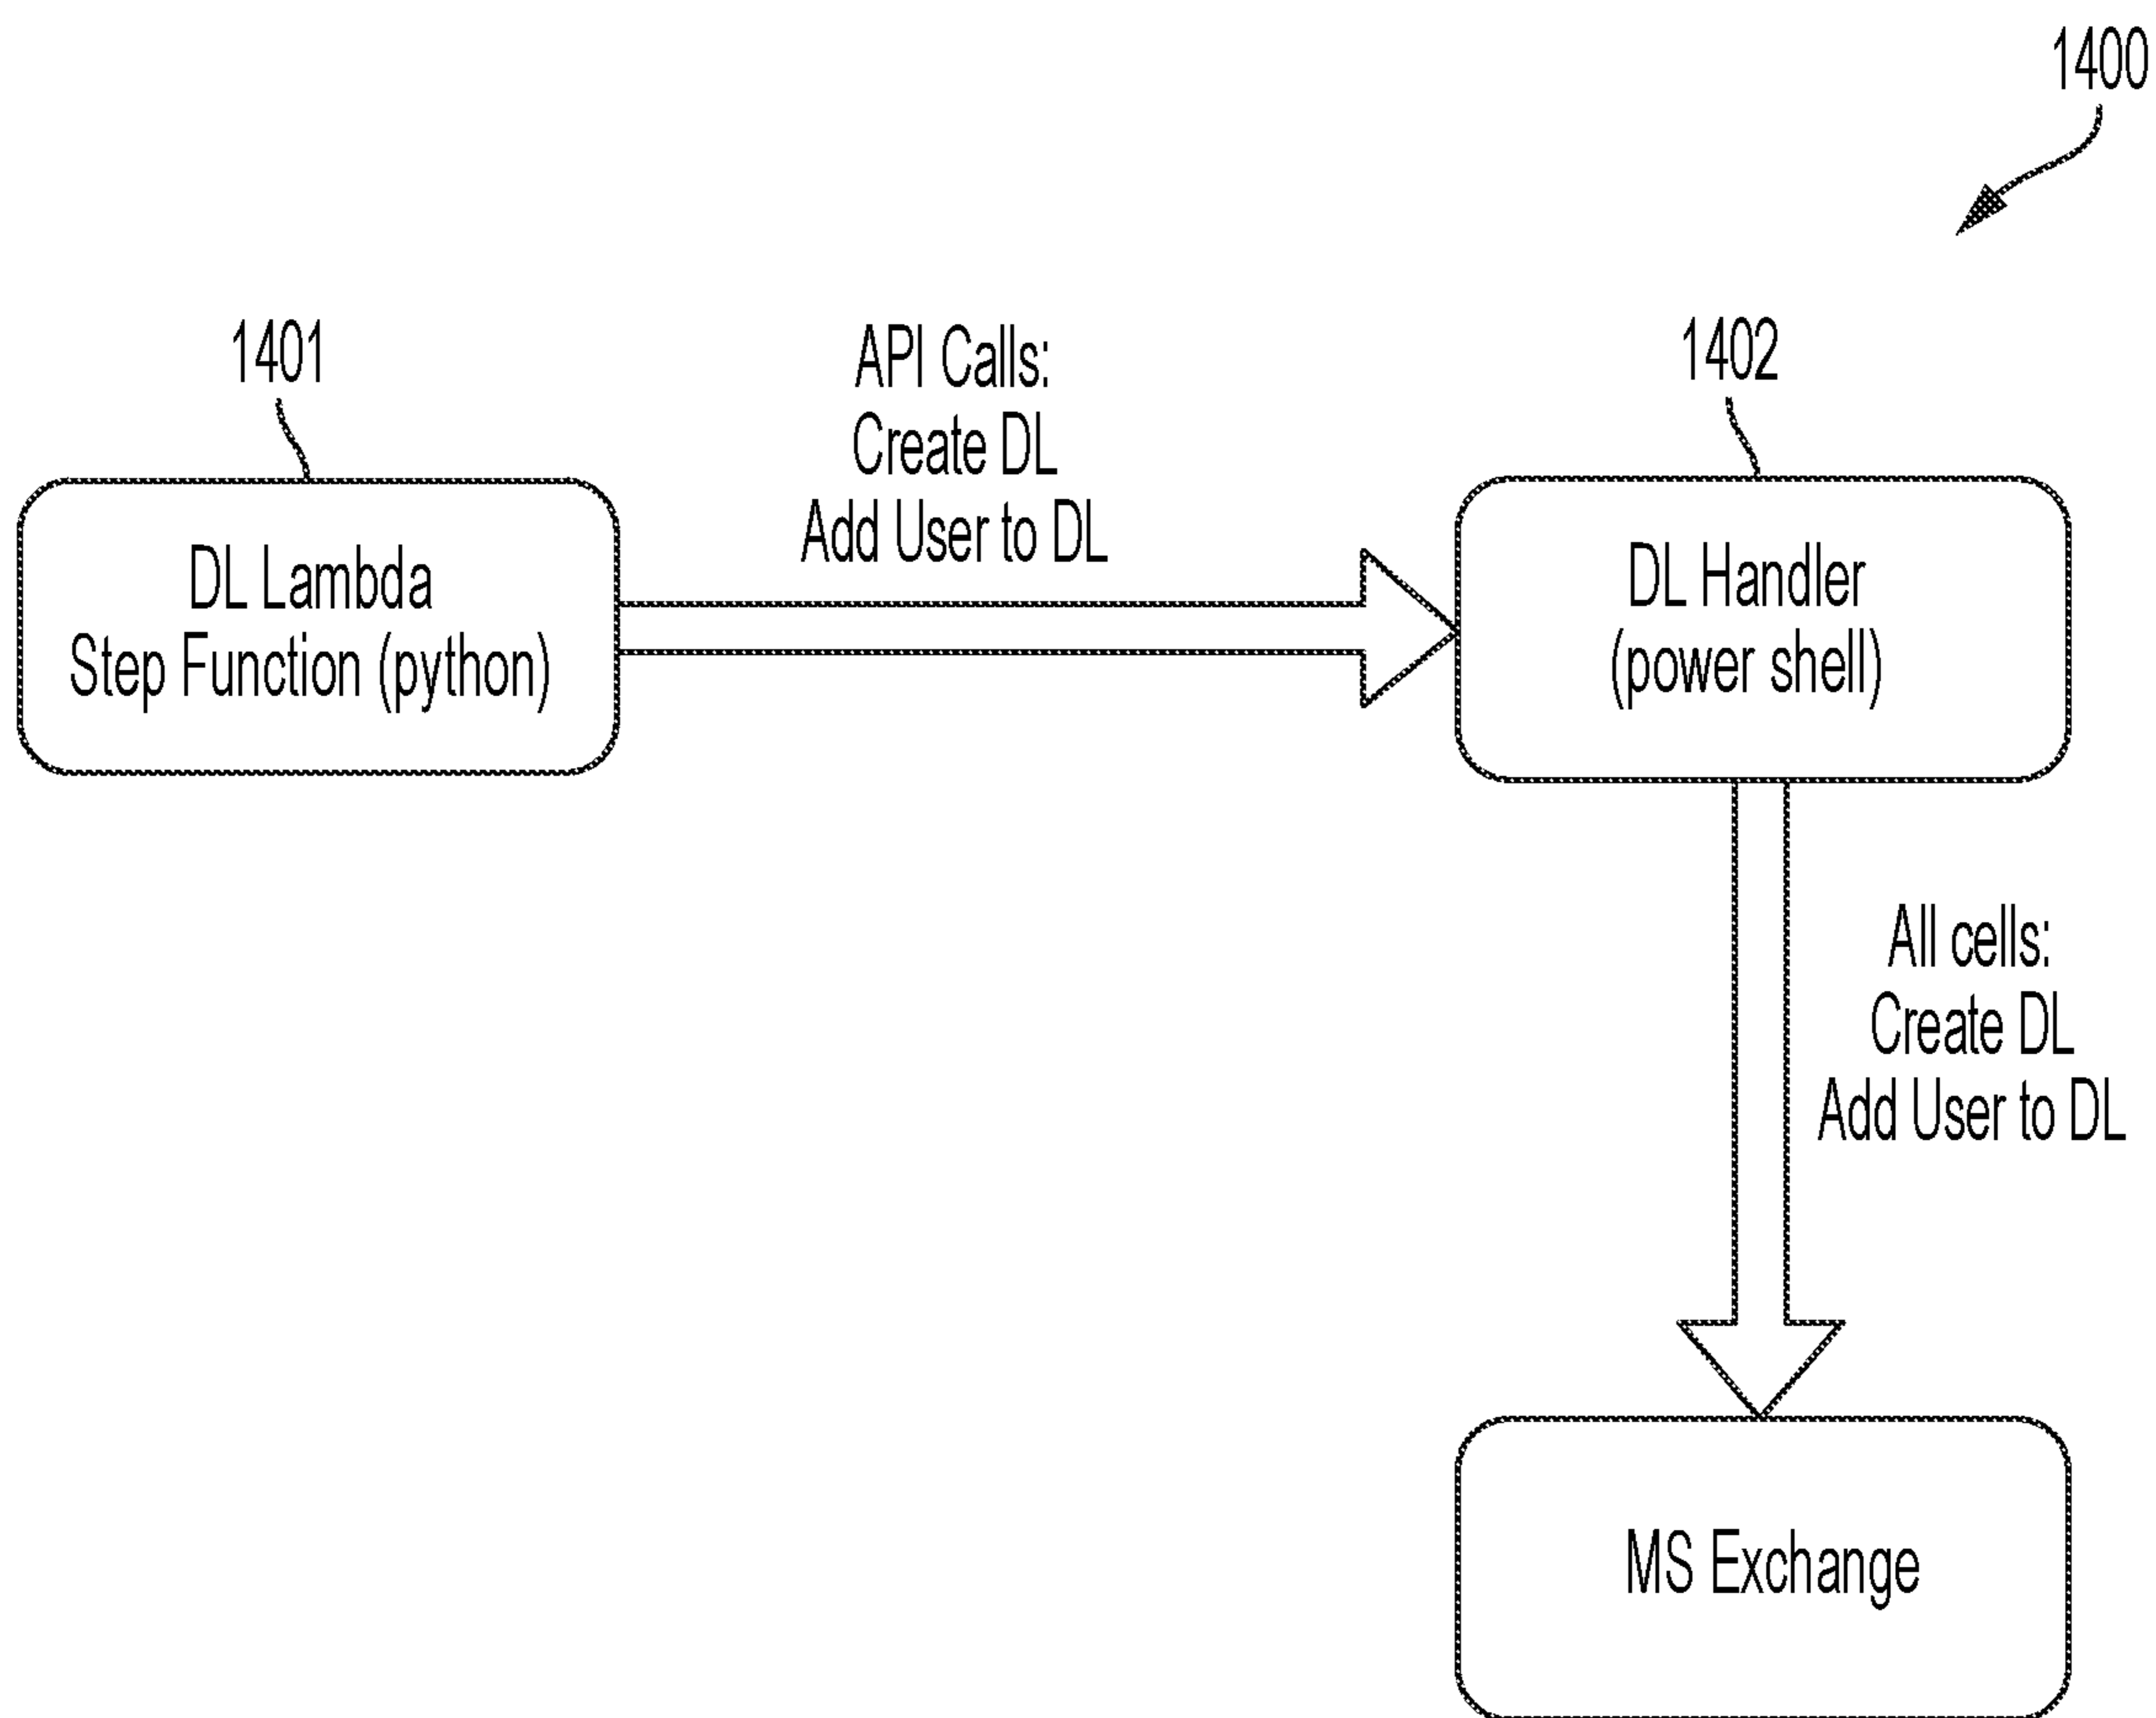 1400
1401
API Calls:
Create DL
Add User to DL
1402
DL Lambda
Step Function (python)
DL Handler
(power shell)
All cells:
Create DL
Add User to DL
MS Exchange